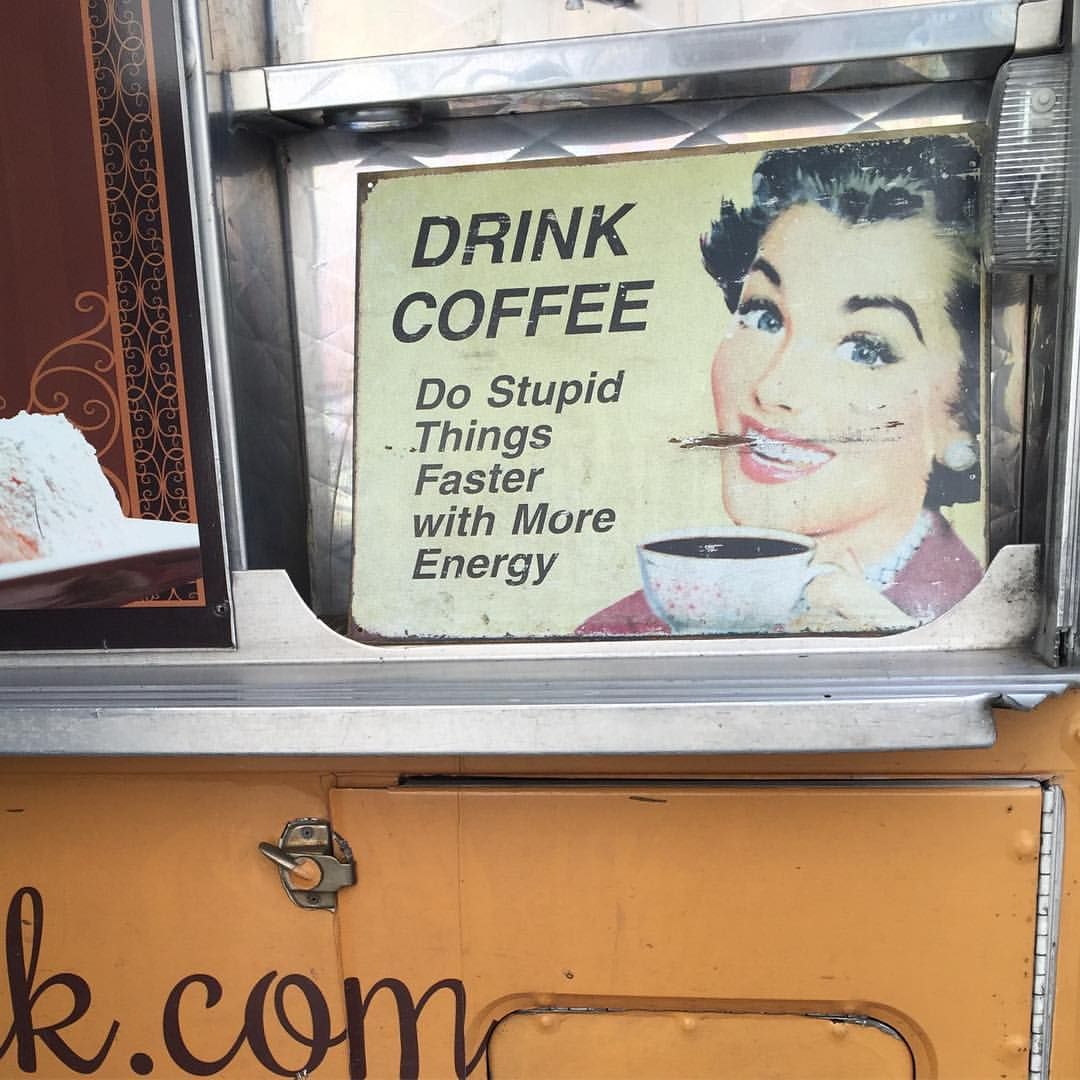 DRINK
COFFEE
Do Stupid
Things
Faster
with More
Energy
k.com